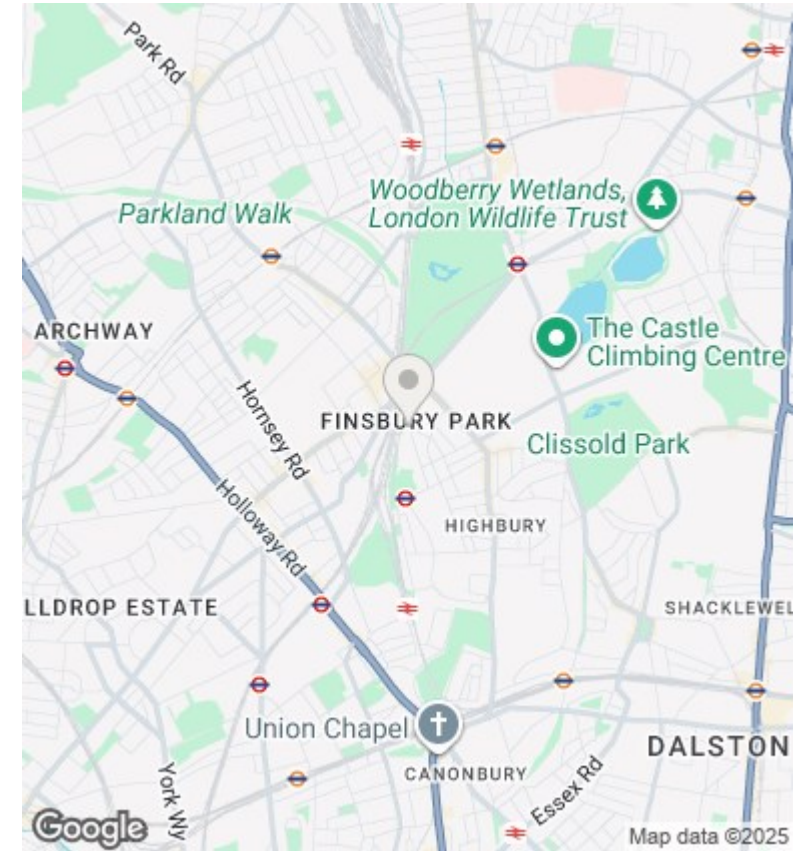 Park Rd
Woodberry Wetlands,
London Wildlife Trust
Parkland Walk
ARCHWAY
The Castle
Climbing Centre
Hornsey Rd
FINSBURY PARK
Clissold Park
Holloway Rd
HIGHBURY
LLDROP ESTATE
SHACKLEWEL
Union Chapel
DALSTON
CANONBURY
York Wy
Essex Rd
Google
Map data ©2025